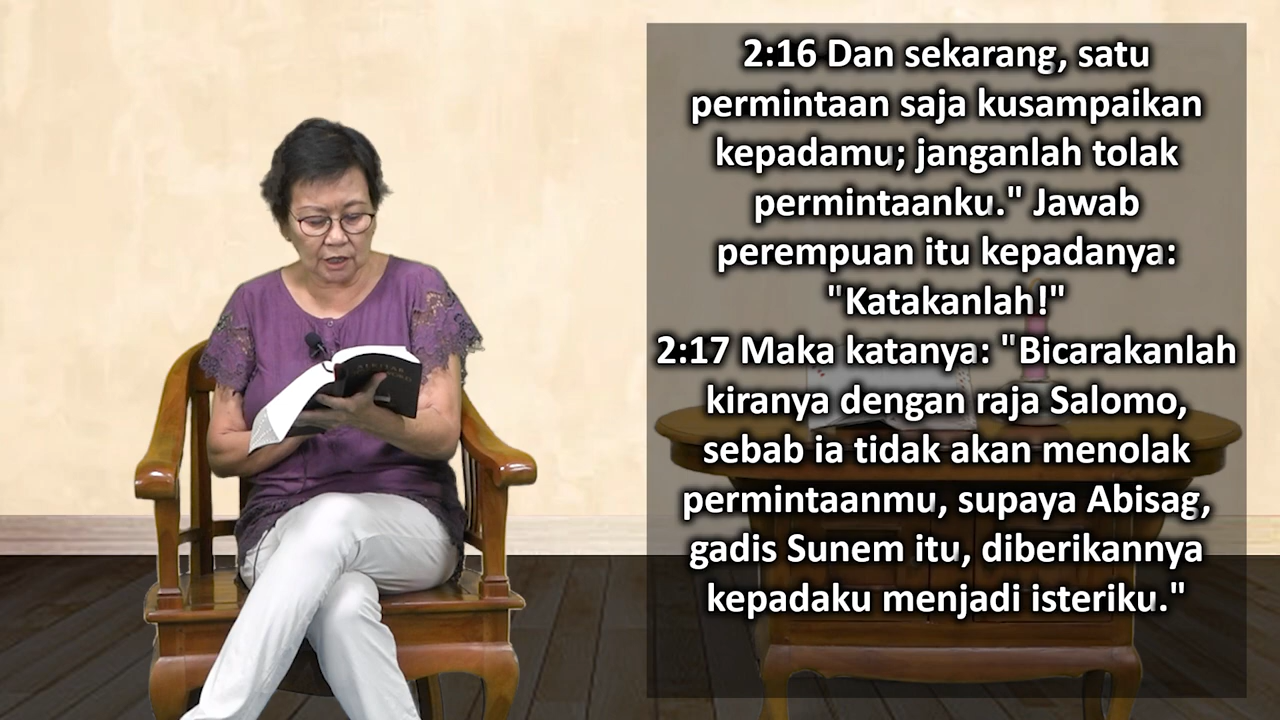 2:16 Dan sekarang, satu
permintaan saja kusampaikan
kepadamu; janganlah tolak
permintaanku." Jawab
perempuan itu kepadanya:
"Katakanlah!"
2:17 Maka katanya: "Bicarakanlah
kiranya dengan raja Salomo,
sebab ia tidak akan menolak
permintaanmu, supaya Abisag,
gadis Sunem itu, diberikannya
kepadaku menjadi isteriku."
ALKITAB